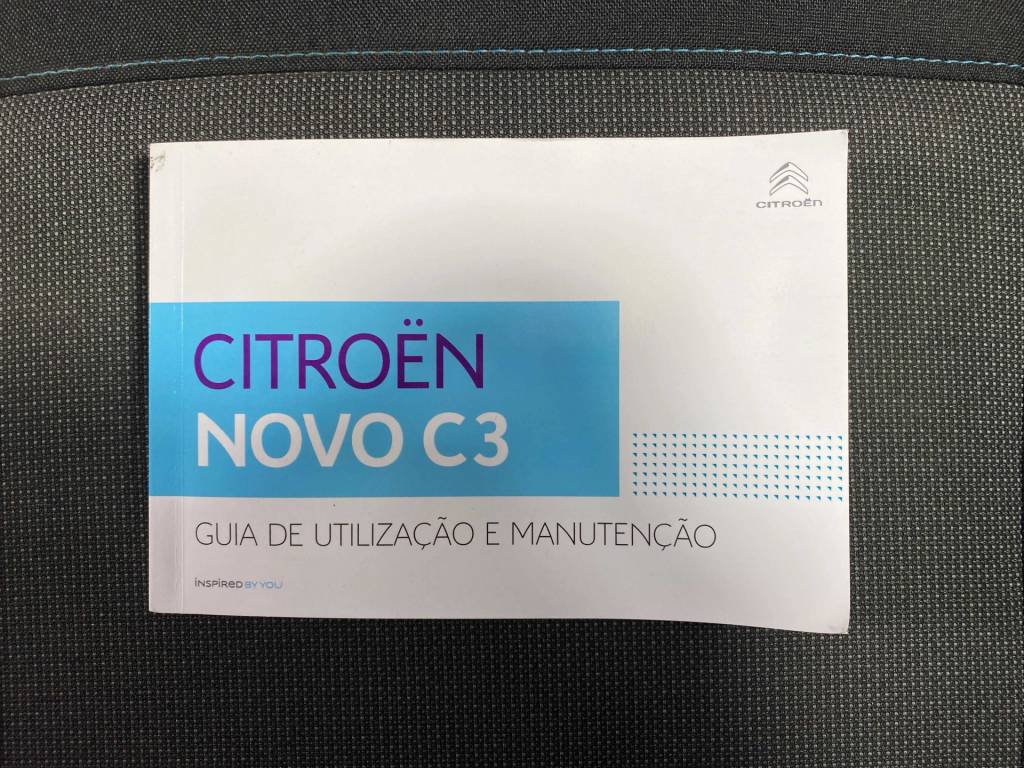 CITROËN
CITROËN
NOVO C3
GUIA DE UTILIZAÇÃO E MANUTENÇÃO
INSPIRED BY YOU